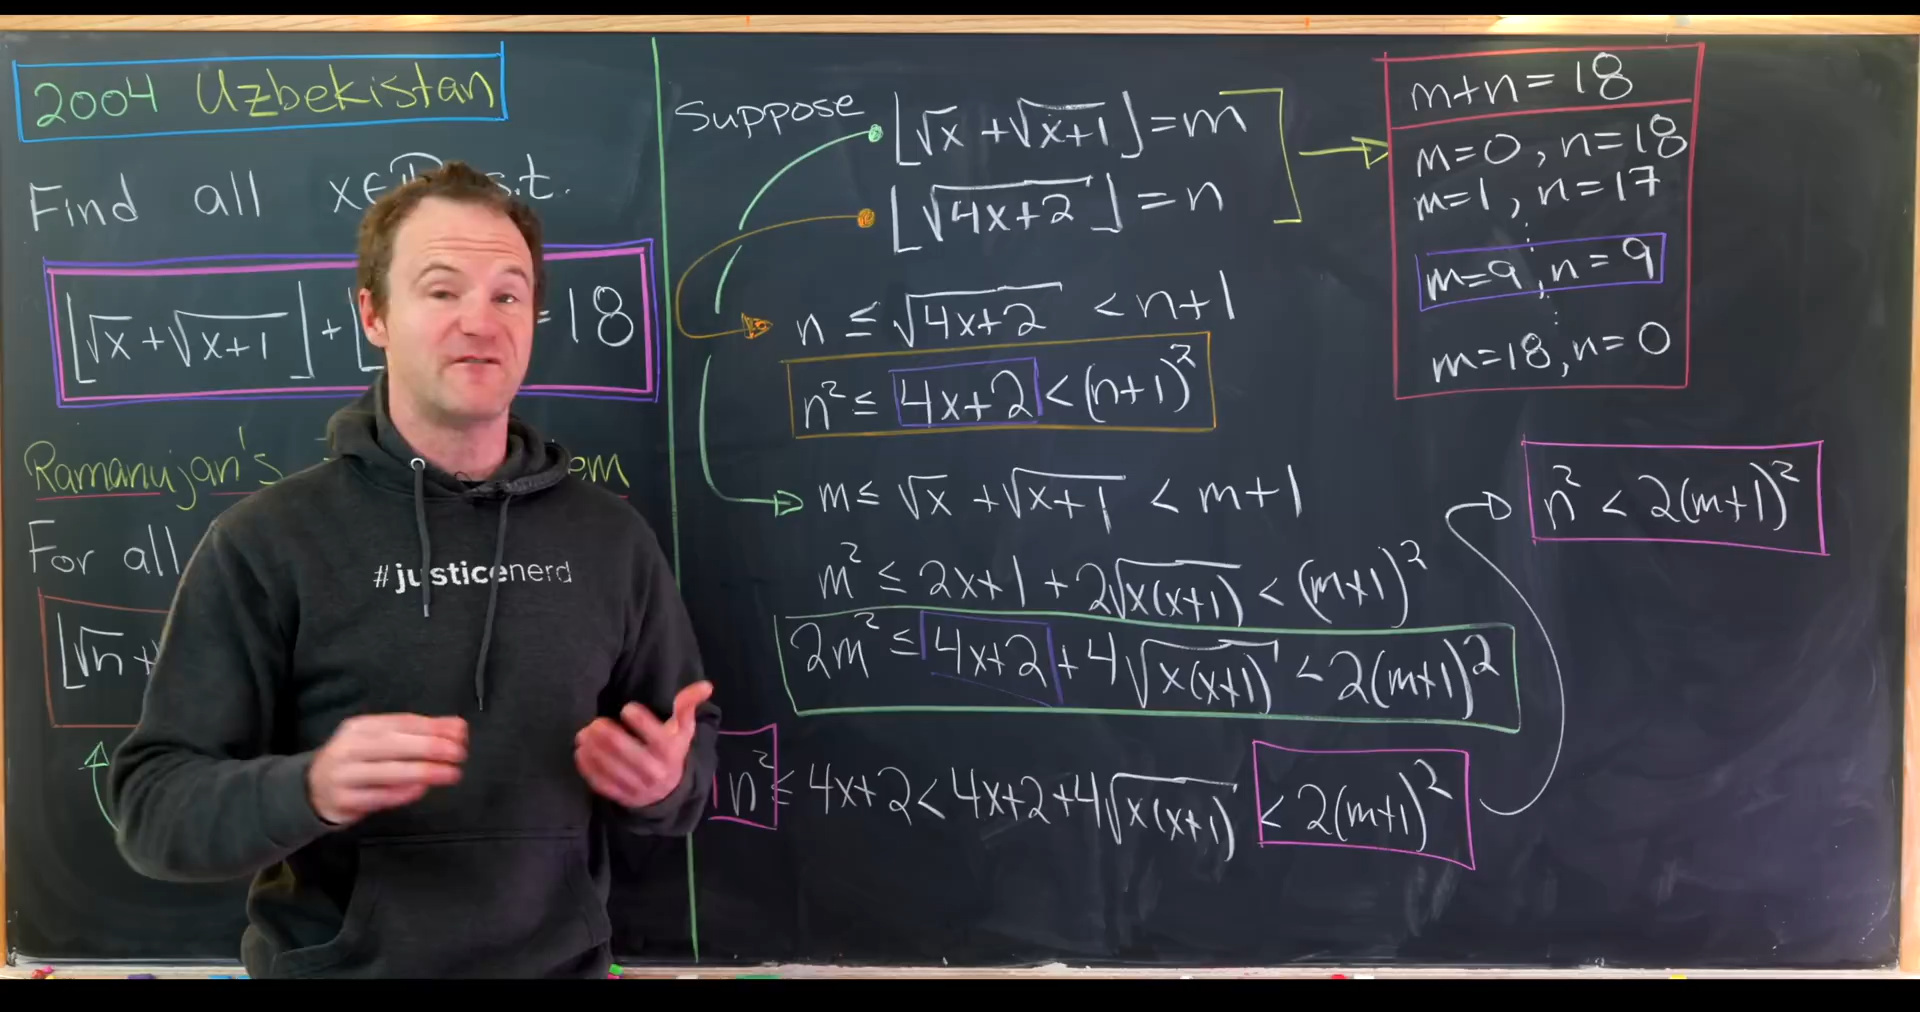 2004 Uzbekistan
Find all x∈ℝ s.t.
⌊√x + √(x+1)⌋ + ⌊ = 18
Ramanujan's
For all
⌊√n +
#justicenerd
Suppose ⌊√x + √(x+1)⌋ = m
⌊√(4x+2)⌋ = n
n ≤ √(4x+2) < n+1
n² ≤ 4x+2 < (n+1)²
m ≤ √x + √(x+1) < m+1
m² ≤ 2x+1 + 2√(x(x+1)) < (m+1)²
2m² ≤ 4x+2 + 4√(x(x+1)) < 2(m+1)²
n² ≤ 4x+2 < 4x+2+4√(x(x+1)) < 2(m+1)²
m+n = 18
m=0, n=18
m=1, n=17
⋮
m=9, n=9
⋮
m=18, n=0
n² < 2(m+1)²